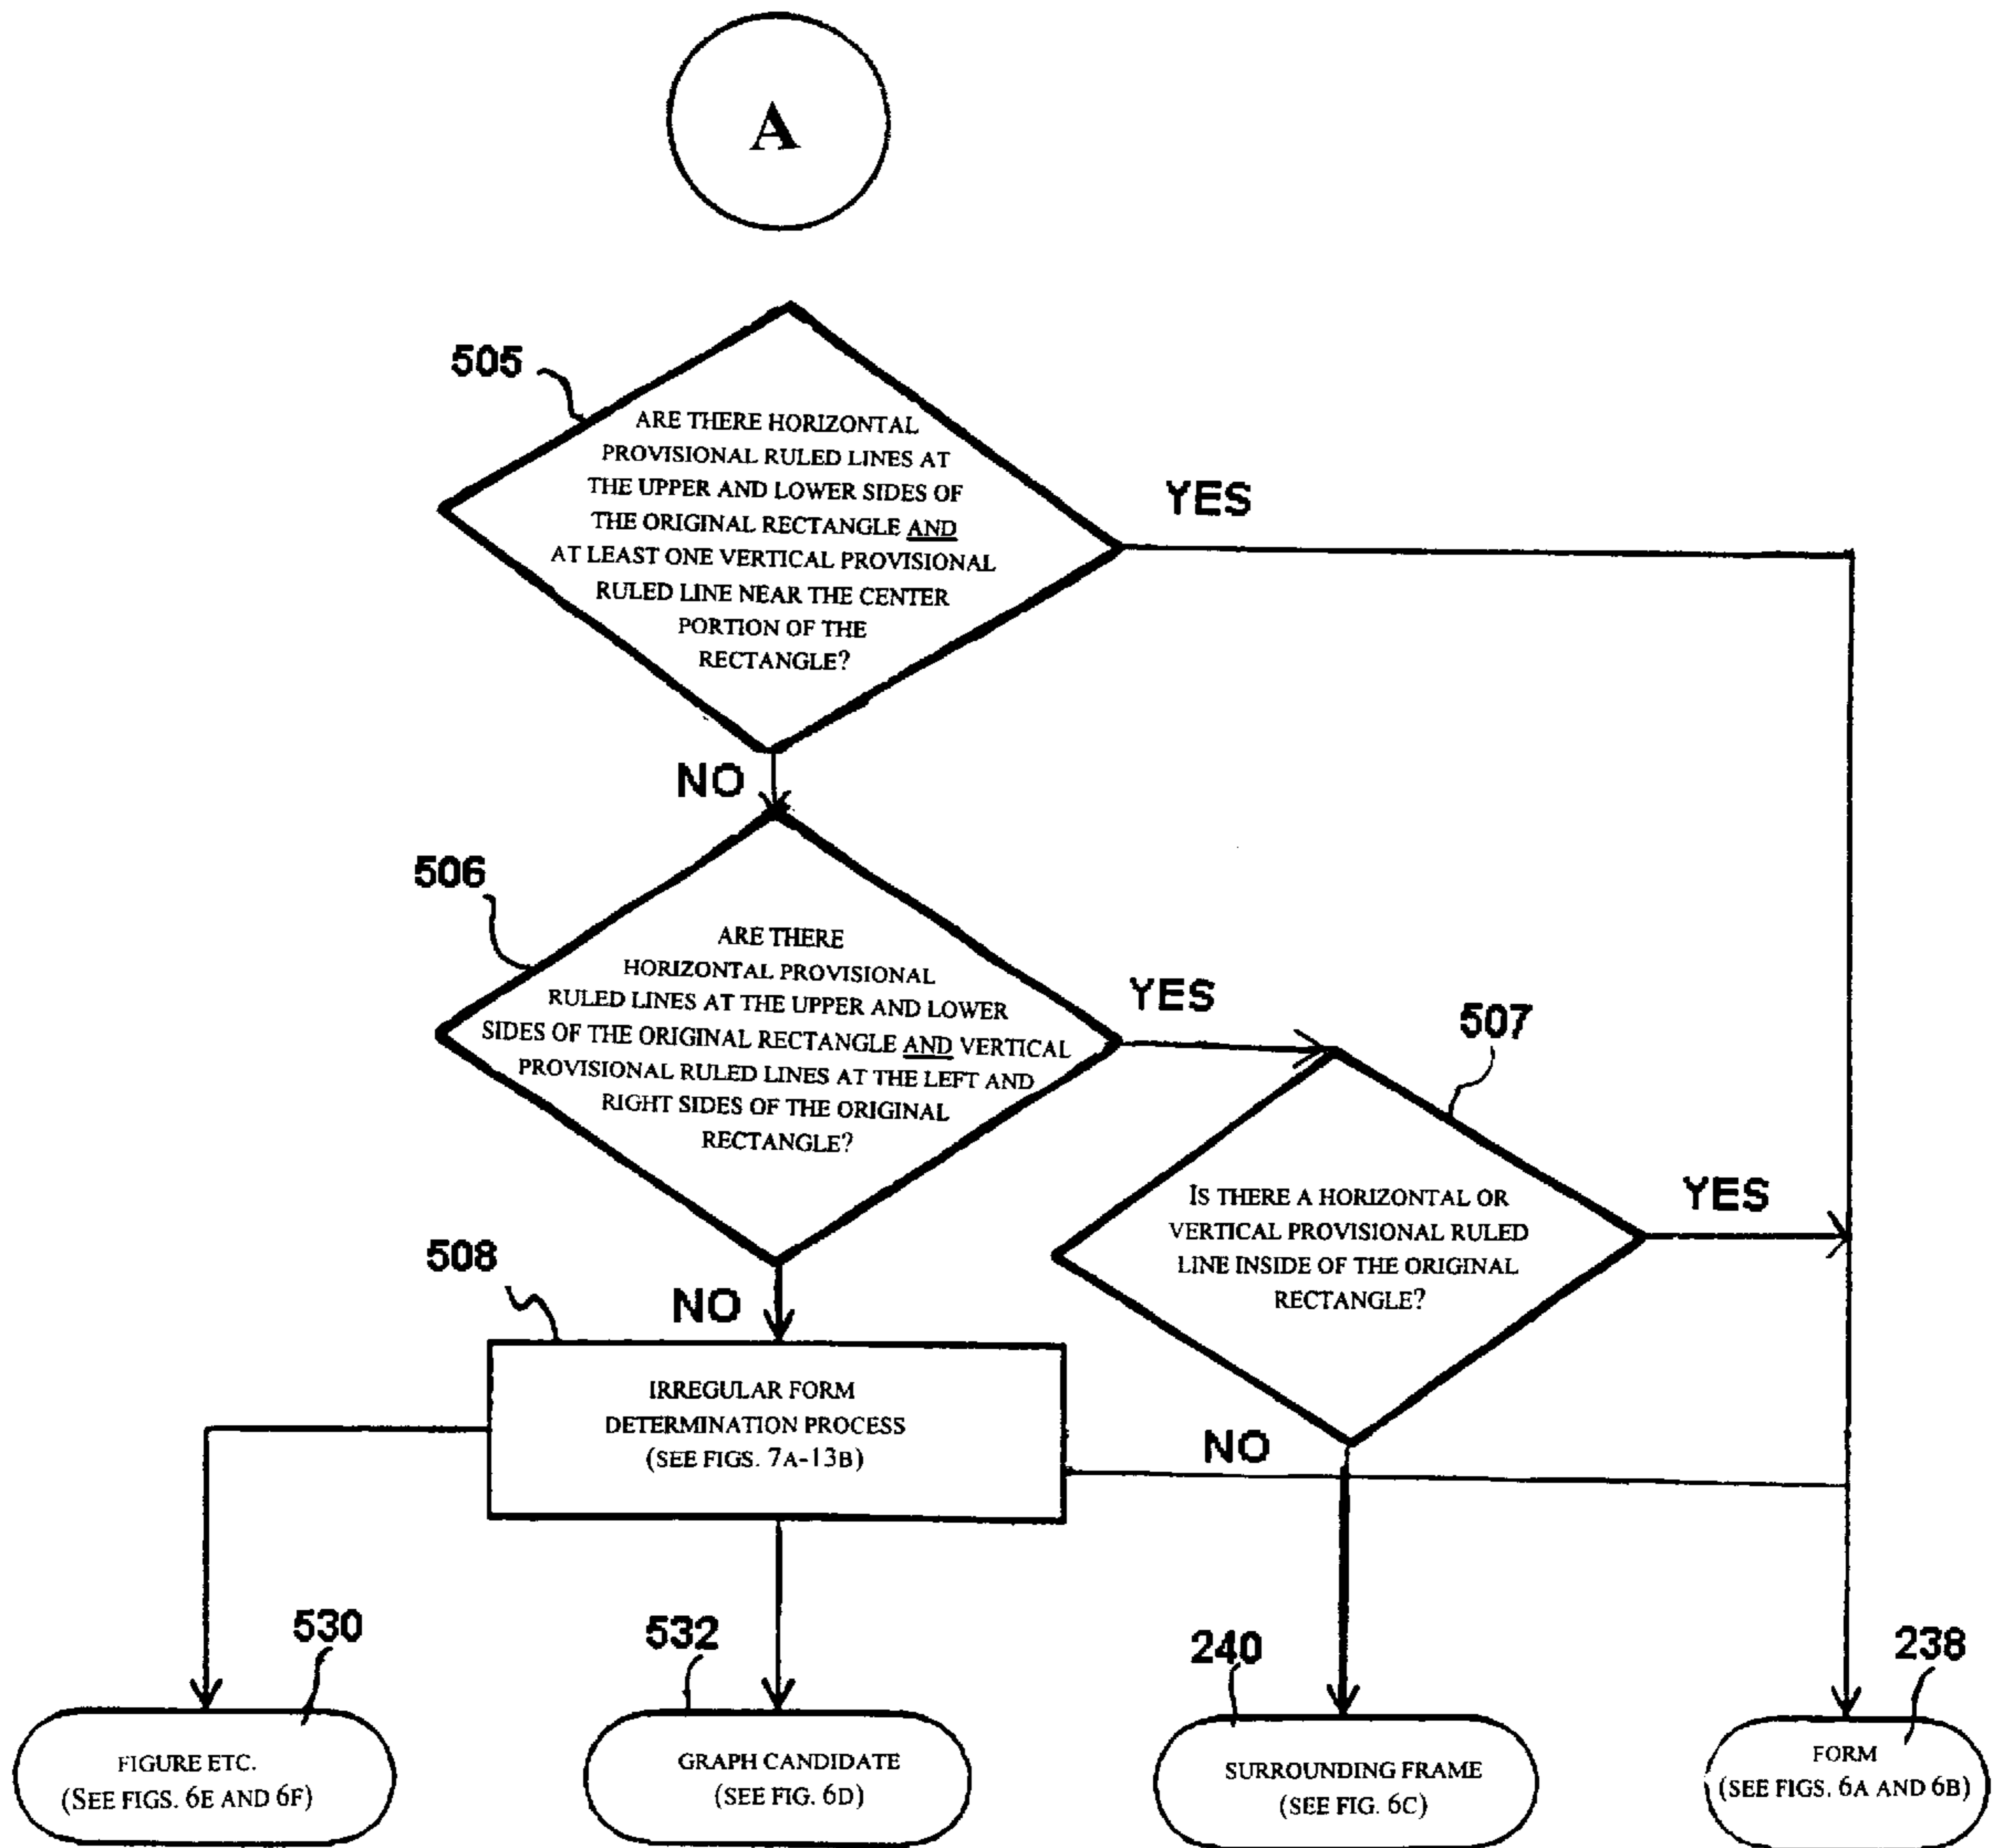 A
505
ARE THERE HORIZONTAL
PROVISIONAL RULED LINES AT
THE UPPER AND LOWER SIDES OF
THE ORIGINAL RECTANGLE AND
AT LEAST ONE VERTICAL PROVISIONAL
RULED LINE NEAR THE CENTER
PORTION OF THE
RECTANGLE?
YES
NO
506
ARE THERE
HORIZONTAL PROVISIONAL
RULED LINES AT THE UPPER AND LOWER
SIDES OF THE ORIGINAL RECTANGLE AND VERTICAL
PROVISIONAL RULED LINES AT THE LEFT AND
RIGHT SIDES OF THE ORIGINAL
RECTANGLE?
YES
507
IS THERE A HORIZONTAL OR
VERTICAL PROVISIONAL RULED
LINE INSIDE OF THE ORIGINAL
RECTANGLE?
YES
NO
508
NO
IRREGULAR FORM
DETERMINATION PROCESS
(SEE FIGS. 7A-13B)
530
FIGURE ETC.
(SEE FIGS. 6E AND 6F)
532
GRAPH CANDIDATE
(SEE FIG. 6D)
240
SURROUNDING FRAME
(SEE FIG. 6C)
238
FORM
(SEE FIGS. 6A AND 6B)